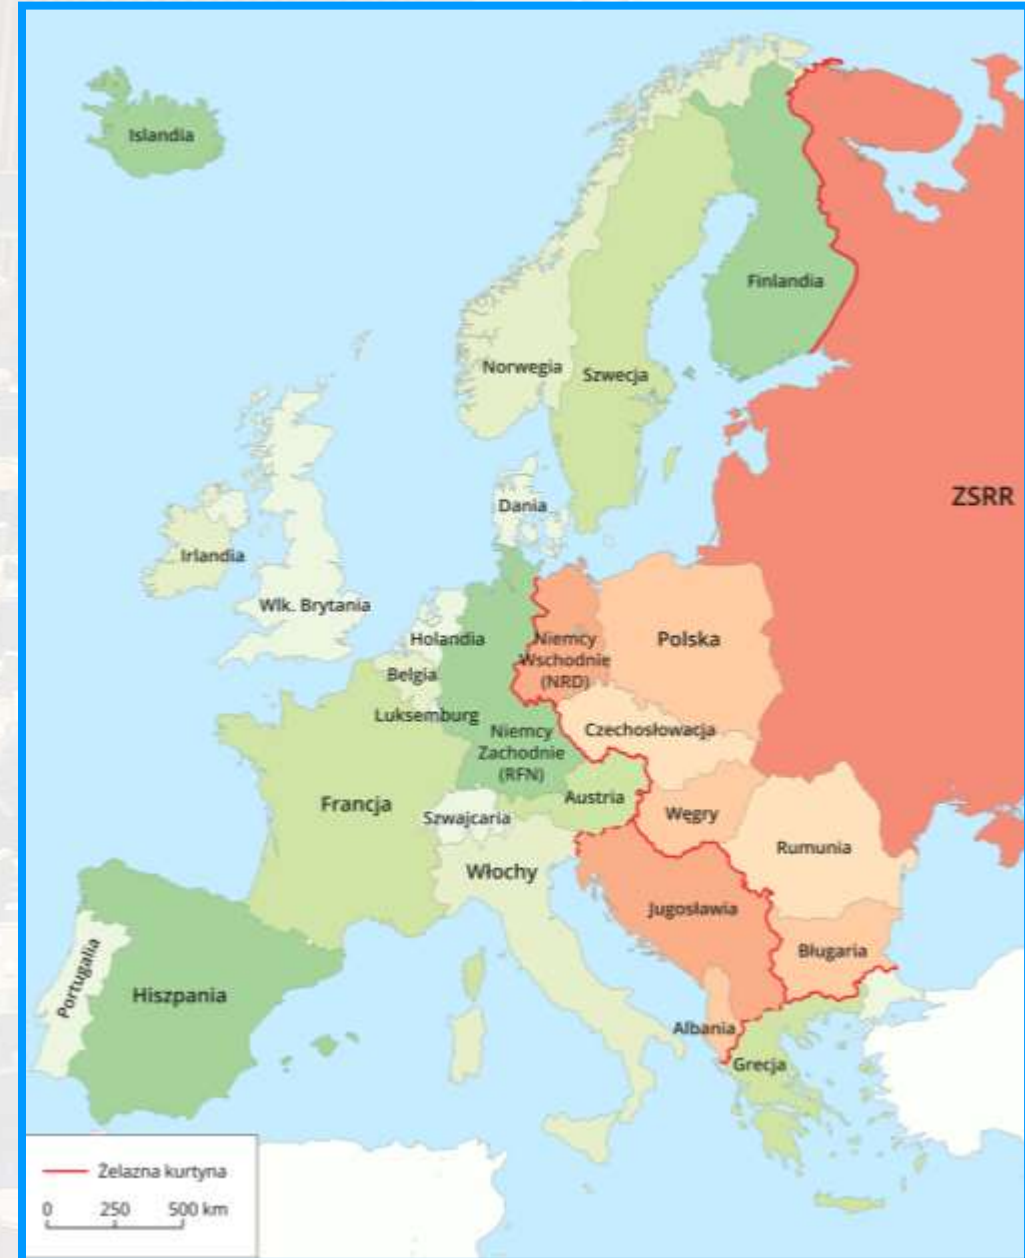 Islandia
Finlandia
Norwegia
Szwecja
ZSRR
Dania
Irlandia
Wlk. Brytania
Holandia
Niemcy
Wschodnie
(NRD)
Polska
Belgia
Luksemburg
Niemcy
Zachodnie
(RFN)
Czechosłowacja
Francja
Austria
Szwajcaria
Węgry
Włochy
Rumunia
Jugosławia
Bługaria
Portugalia
Hiszpania
Albania
Grecja
Żelazna kurtyna
0 250 500 km